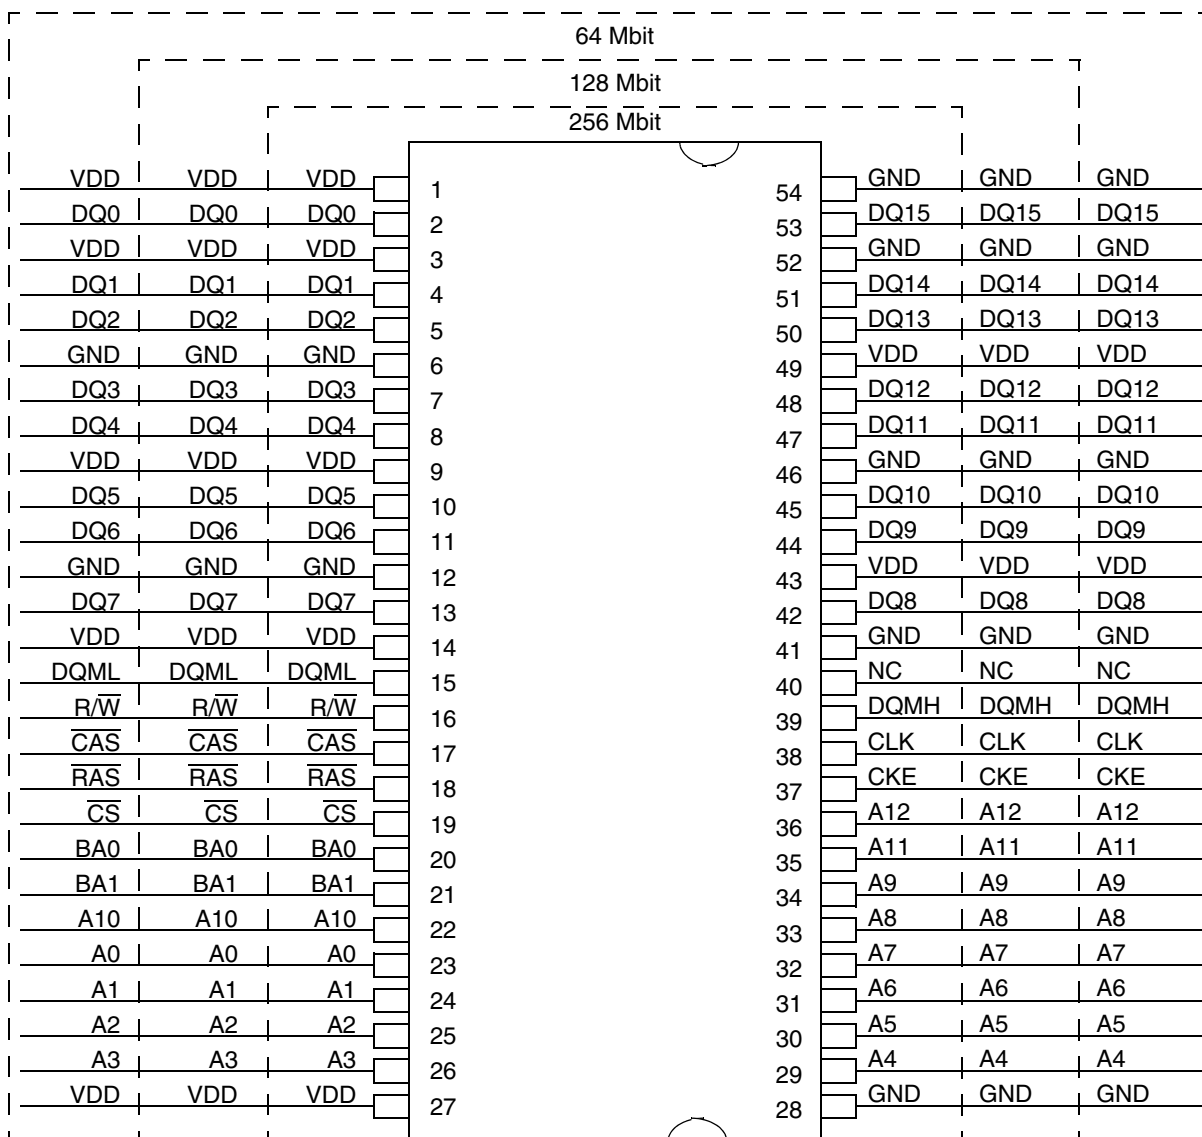 64 Mbit
128 Mbit
256 Mbit
VDD VDD VDD 1 54 GND GND GND
DQ0 DQ0 DQ0 2 53 DQ15 DQ15 DQ15
VDD VDD VDD 3 52 GND GND GND
DQ1 DQ1 DQ1 4 51 DQ14 DQ14 DQ14
DQ2 DQ2 DQ2 5 50 DQ13 DQ13 DQ13
GND GND GND 6 49 VDD VDD VDD
DQ3 DQ3 DQ3 7 48 DQ12 DQ12 DQ12
DQ4 DQ4 DQ4 8 47 DQ11 DQ11 DQ11
VDD VDD VDD 9 46 GND GND GND
DQ5 DQ5 DQ5 10 45 DQ10 DQ10 DQ10
DQ6 DQ6 DQ6 11 44 DQ9 DQ9 DQ9
GND GND GND 12 43 VDD VDD VDD
DQ7 DQ7 DQ7 13 42 DQ8 DQ8 DQ8
VDD VDD VDD 14 41 GND GND GND
DQML DQML DQML 15 40 NC NC NC
R/W̅ R/W̅ R/W̅ 16 39 DQMH DQMH DQMH
C̅A̅S̅ C̅A̅S̅ C̅A̅S̅ 17 38 CLK CLK CLK
R̅A̅S̅ R̅A̅S̅ R̅A̅S̅ 18 37 CKE CKE CKE
C̅S̅ C̅S̅ C̅S̅ 19 36 A12 A12 A12
BA0 BA0 BA0 20 35 A11 A11 A11
BA1 BA1 BA1 21 34 A9 A9 A9
A10 A10 A10 22 33 A8 A8 A8
A0 A0 A0 23 32 A7 A7 A7
A1 A1 A1 24 31 A6 A6 A6
A2 A2 A2 25 30 A5 A5 A5
A3 A3 A3 26 29 A4 A4 A4
VDD VDD VDD 27 28 GND GND GND